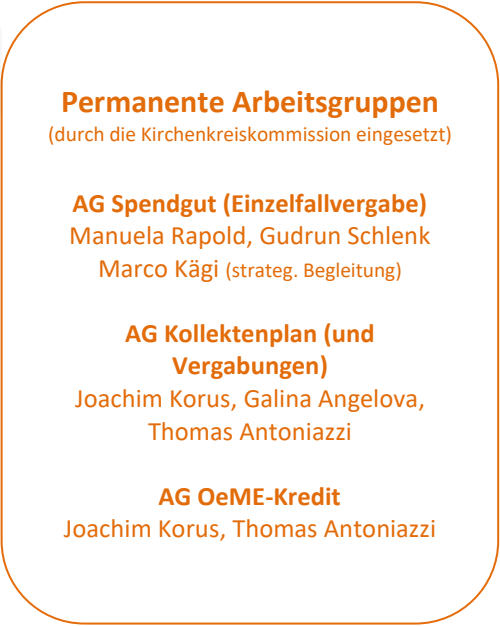 Permanente Arbeitsgruppen
(durch die Kirchenkreiskommission eingesetzt)
AG Spendgut (Einzelfallvergabe)
Manuela Rapold, Gudrun Schlenk
Marco Kägi (strateg. Begleitung)
AG Kollektenplan (und
Vergabungen)
Joachim Korus, Galina Angelova,
Thomas Antoniazzi
AG OeME-Kredit
Joachim Korus, Thomas Antoniazzi